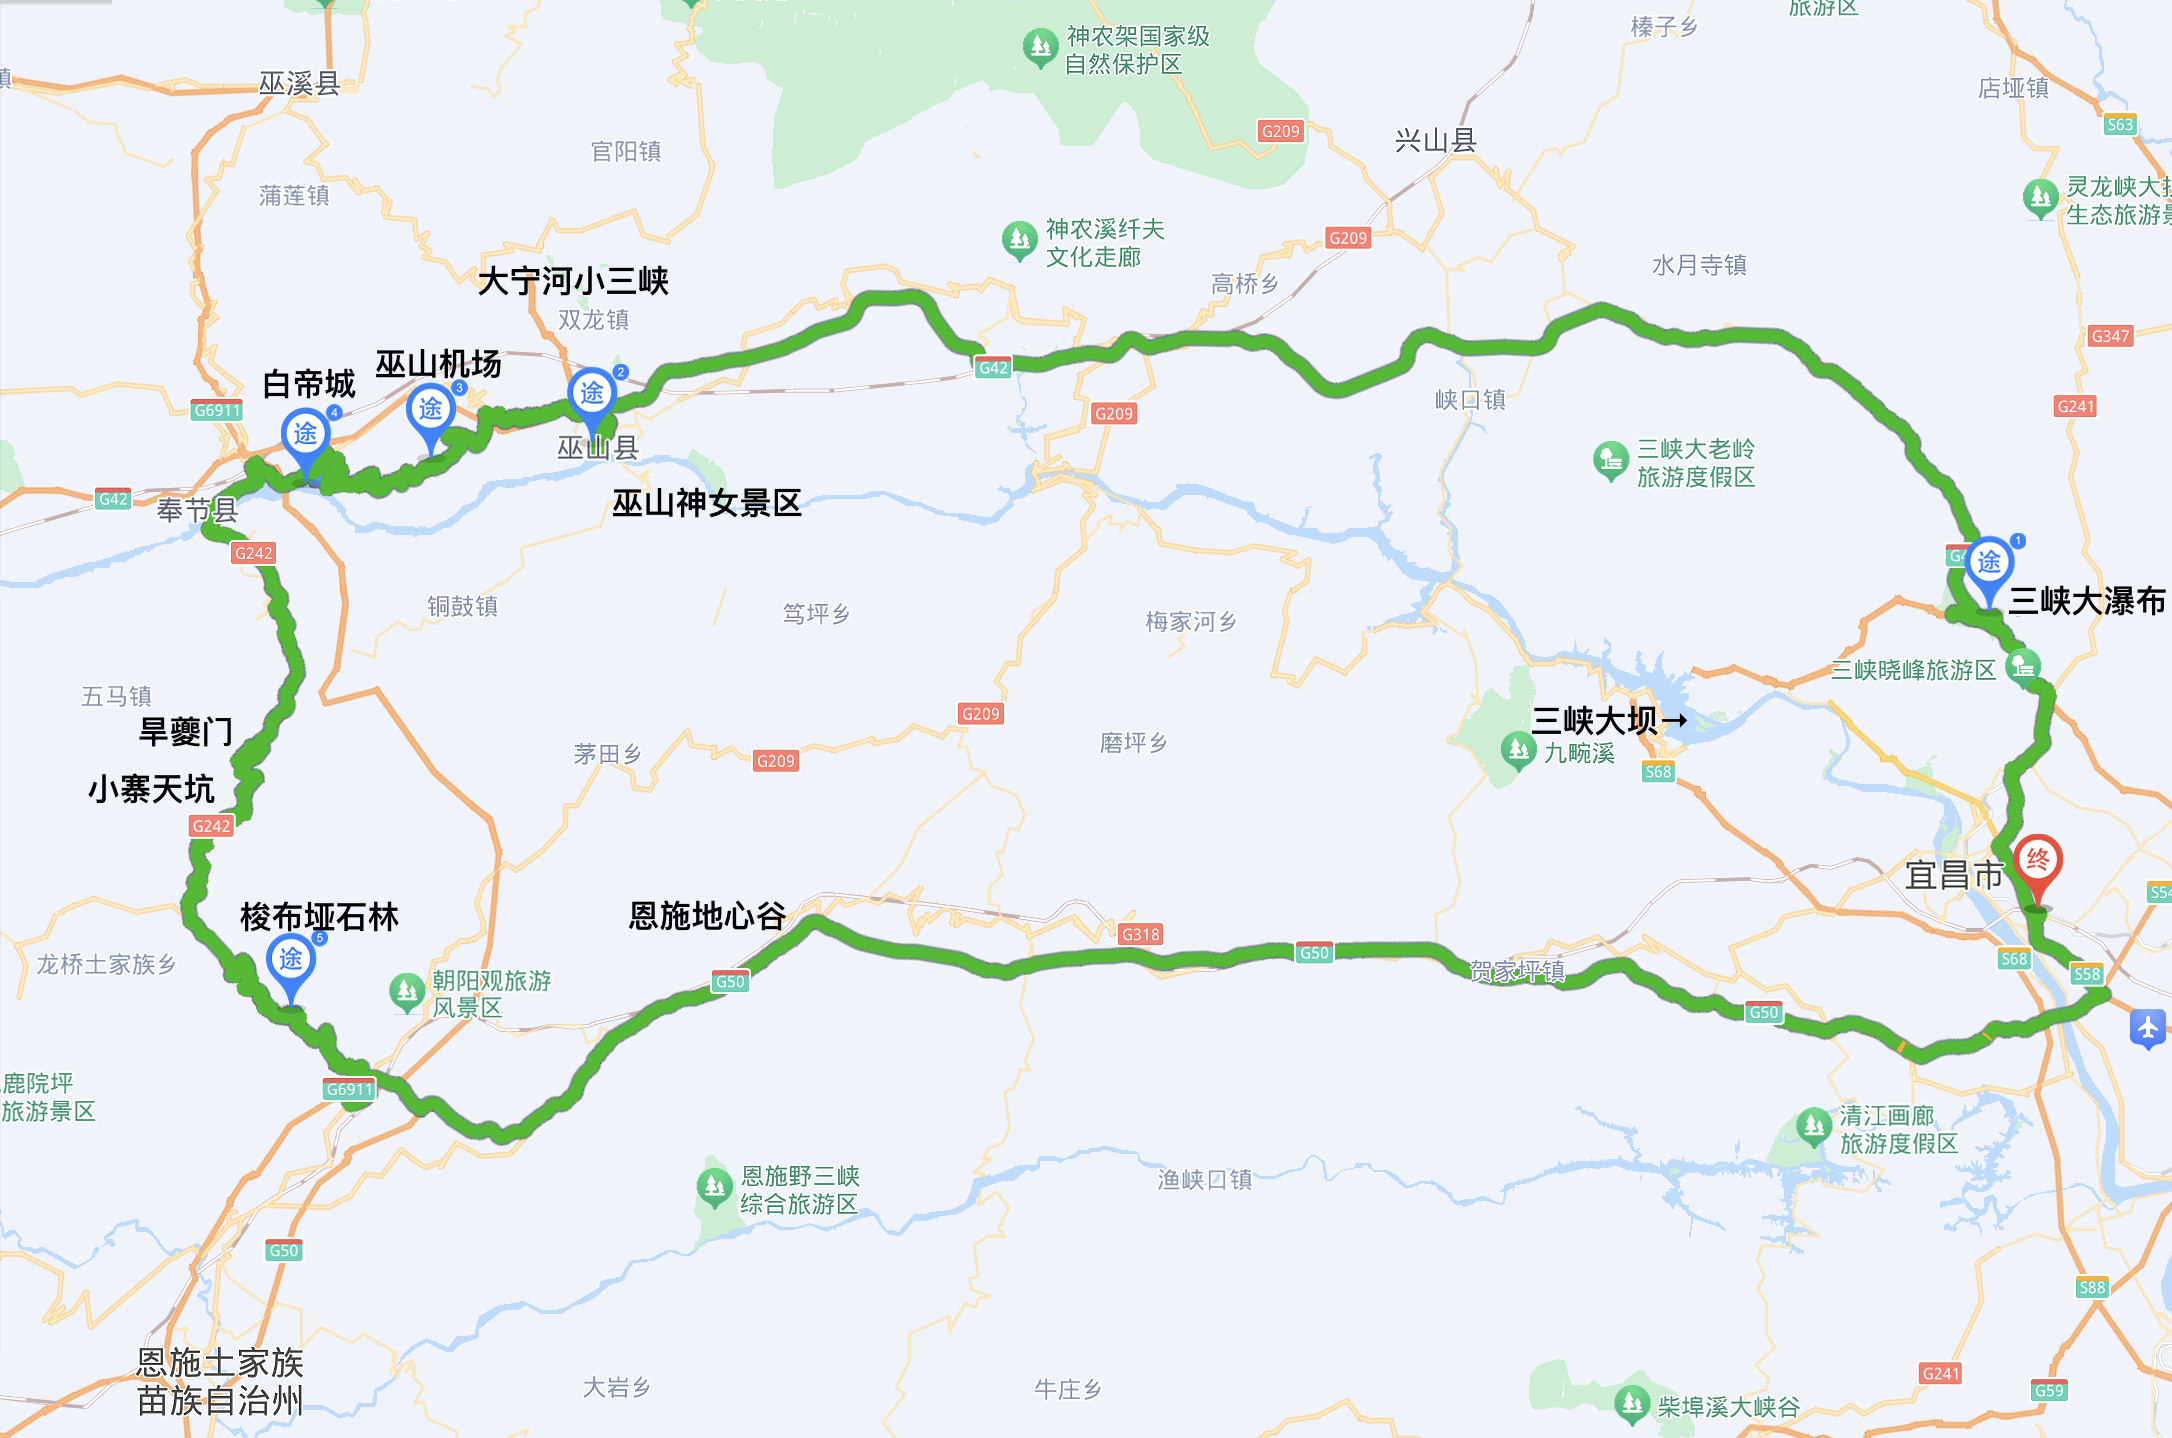 旅游区
榛子乡
神农架国家级
自然保护区
巫溪县
店垭镇
S63
G209
兴山县
官阳镇
蒲莲镇
灵龙峡大
生态旅游
神农溪纤夫
文化走廊
G209
水月寺镇
大宁河小三峡
高桥乡
双龙镇
G347
巫山机场
白帝城
途
3
途
2
G42
峡口镇
G6911
途
4
G209
G241
巫山县
三峡大老岭
旅游度假区
G42
奉节县
巫山神女景区
G242
途
1
三峡大瀑布
铜鼓镇
笃坪乡
梅家河乡
三峡晓峰旅游区
五马镇
旱夔门
G209
三峡大坝→
茅田乡
G209
磨坪乡
九畹溪
S68
小寨天坑
G242
宜昌市
终
S54
梭布垭石林
途
5
恩施地心谷
G318
G50
龙桥土家族乡
朝阳观旅游
风景区
G50
贺家坪镇
S68
S58
G50
鹿院坪
旅游景区
G6911
清江画廊
旅游度假区
恩施野三峡
综合旅游区
渔峡口镇
G50
S88
恩施土家族
苗族自治州
大岩乡
牛庄乡
G241
G59
柴埠溪大峡谷